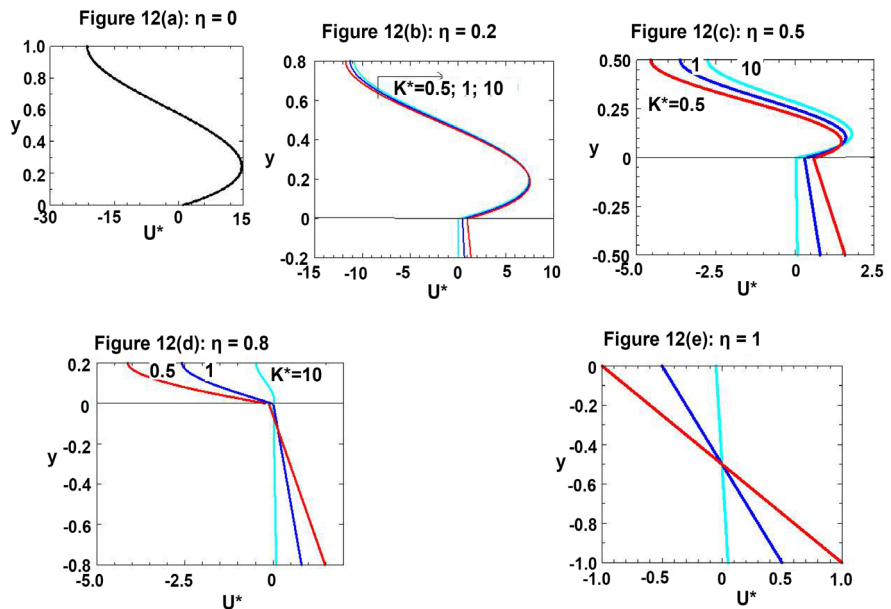 Figure 12(a): η = 0
1.0
0.8
0.6
0.4
0.2
0
y
-30 -15 0 15
U*
Figure 12(b): η = 0.2
0.8
0.6
0.4
0.2
0
-0.2
y
K*=0.5; 1; 10
-15 -10 -5 0 5 10
U*
Figure 12(c): η = 0.5
0.50
0.25
0
-0.25
-0.50
y
1
10
K*=0.5
-5.0 -2.5 0 2.5
U*
Figure 12(d): η = 0.8
0.2
0
-0.2
-0.4
-0.6
-0.8
y
0.5 1 K*=10
-5.0 -2.5 0
U*
Figure 12(e): η = 1
0
-0.2
-0.4
-0.6
-0.8
-1.0
y
-1.0 -0.5 0 0.5 1.0
U*